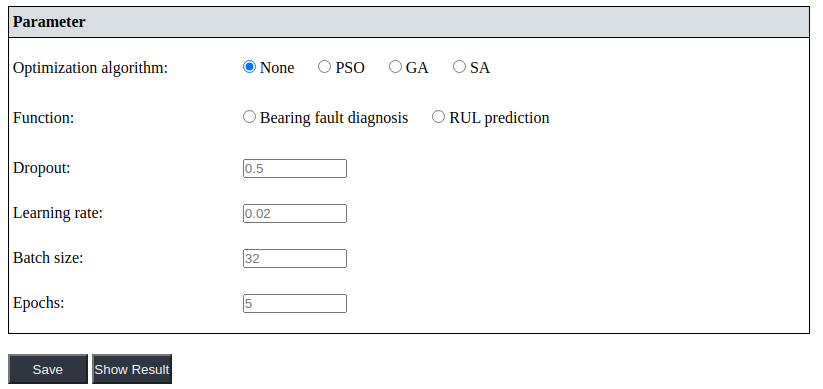 Parameter
Optimization algorithm: None PSO GA SA
Function: Bearing fault diagnosis RUL prediction
Dropout: 0.5
Learning rate: 0.02
Batch size: 32
Epochs: 5
Save Show Result